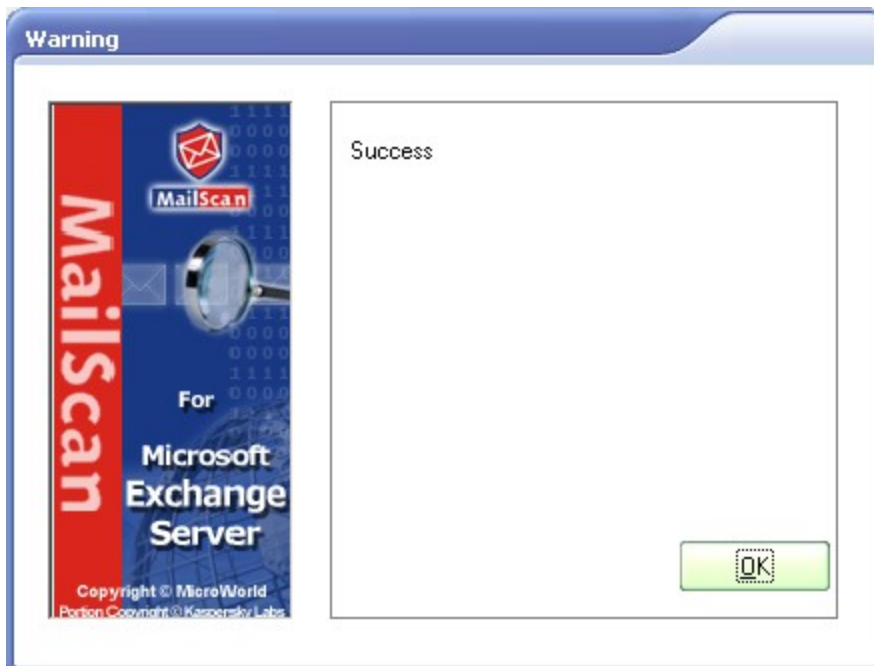 Warning
MailScan
MailScan
For
Microsoft
Exchange
Server
Copyright © MicroWorld
Portion Copyright © Kaspersky Labs
Success
OK